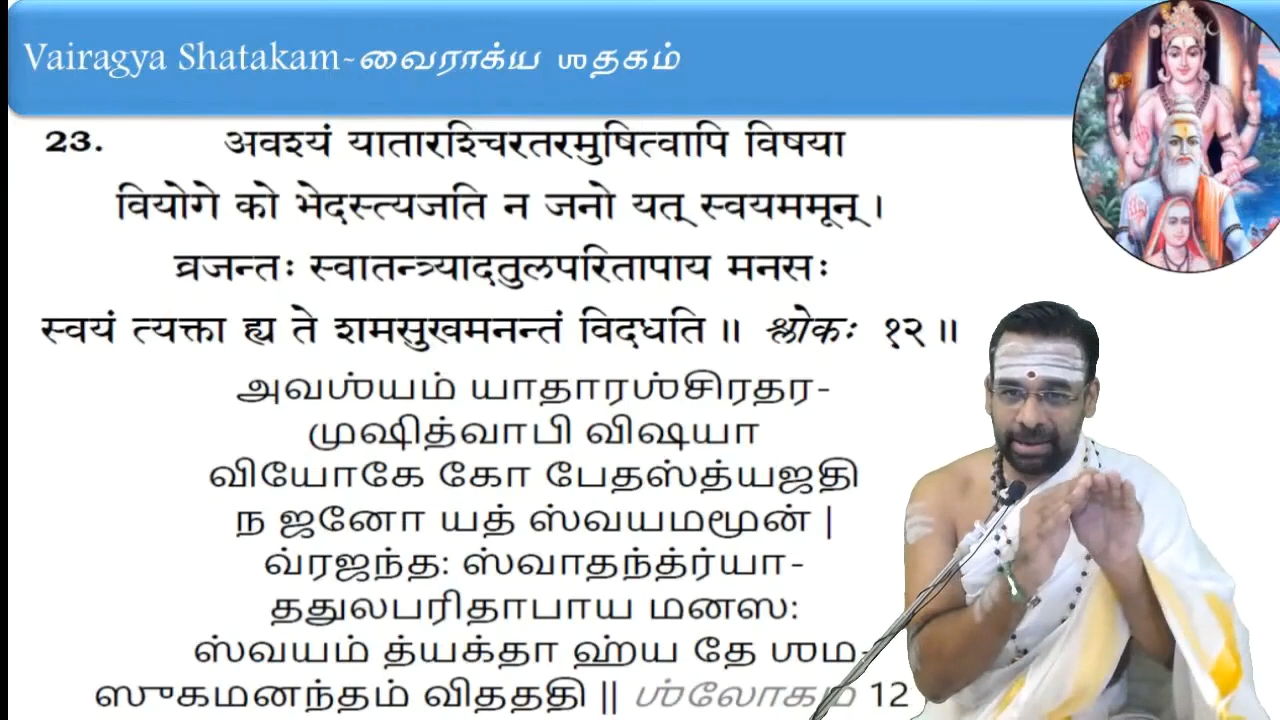 Vairagya Shatakam-வைராக்ய ஶதகம்
23. अवश्यं यातारश्चिरतरमुषित्वापि विषया
वियोगे को भेदस्त्यजति न जनो यत् स्वयममून् ।
व्रजन्तः स्वातन्त्र्यादतुलपरितापाय मनसः
स्वयं त्यक्ता ह्य ते शमसुखमनन्तं विदधति ॥ श्लोकः १२ ॥
அவஶ்யம் யாதாரஶ்சிரதர-
முஷித்வாபி விஷயா
வியோகே கோ பேதஸ்த்யஜதி
ந ஜனோ யத் ஸ்வயமமூன் |
வ்ரஜந்த: ஸ்வாதந்த்ர்யா-
ததுலபரிதாபாய மனஸ:
ஸ்வயம் த்யக்தா ஹ்ய தே ஶம-
ஸுகமனந்தம் விதததி || ஶ்லோகம் 12